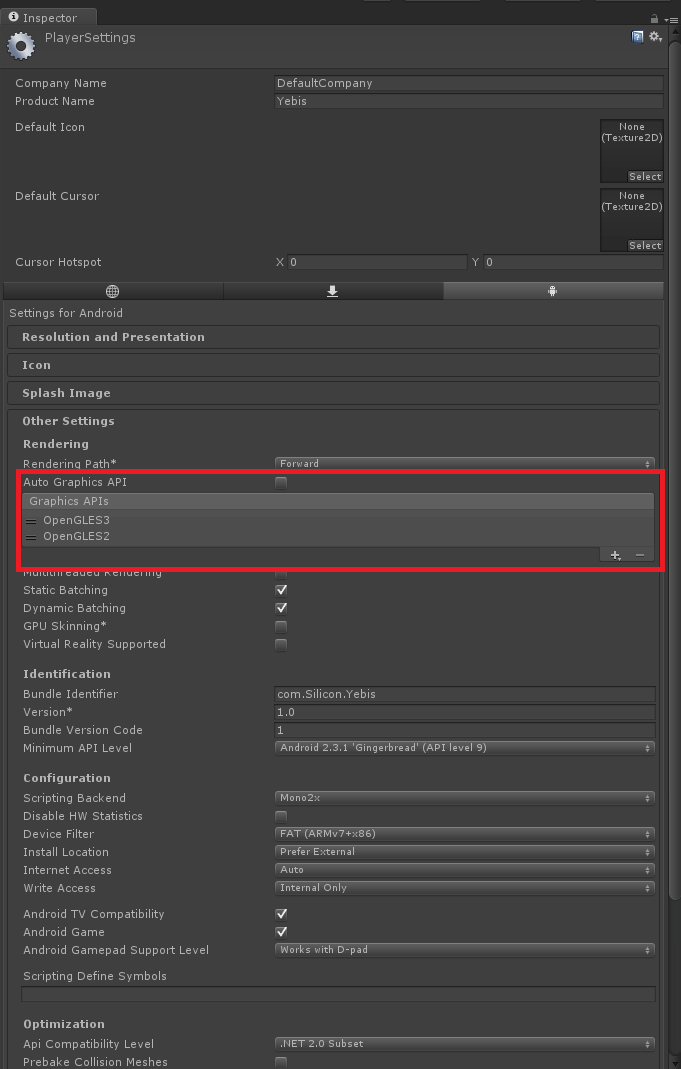 Inspector
PlayerSettings
Company Name DefaultCompany
Product Name Yebis
Default Icon None
(Texture2D)
Select
Default Cursor None
(Texture2D)
Select
Cursor Hotspot X 0 Y 0
Settings for Android
Resolution and Presentation
Icon
Splash Image
Other Settings
Rendering
Rendering Path* Forward
Auto Graphics API
Graphics APIs
OpenGLES3
OpenGLES2
Multithreaded Rendering
Static Batching
Dynamic Batching
GPU Skinning*
Virtual Reality Supported
Identification
Bundle Identifier com.Silicon.Yebis
Version* 1.0
Bundle Version Code 1
Minimum API Level Android 2.3.1 'Gingerbread' (API level 9)
Configuration
Scripting Backend Mono2x
Disable HW Statistics
Device Filter FAT (ARMv7+x86)
Install Location Prefer External
Internet Access Auto
Write Access Internal Only
Android TV Compatibility
Android Game
Android Gamepad Support Level Works with D-pad
Scripting Define Symbols
Optimization
Api Compatibility Level .NET 2.0 Subset
Prebake Collision Meshes